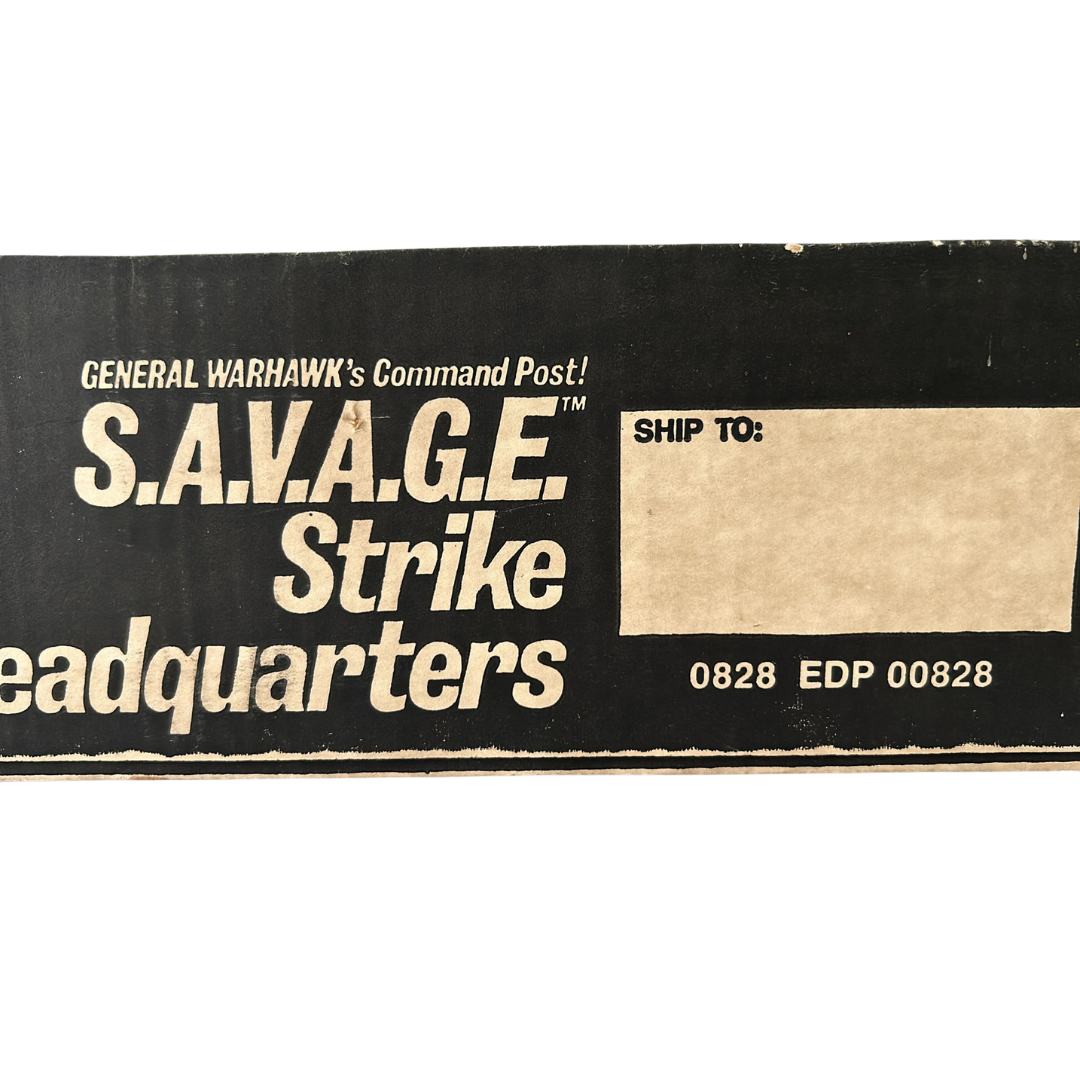 GENERAL WARHAWK's Command Post!
S.A.V.A.G.E.™
Strike
eadquarters
SHIP TO:
0828 EDP 00828